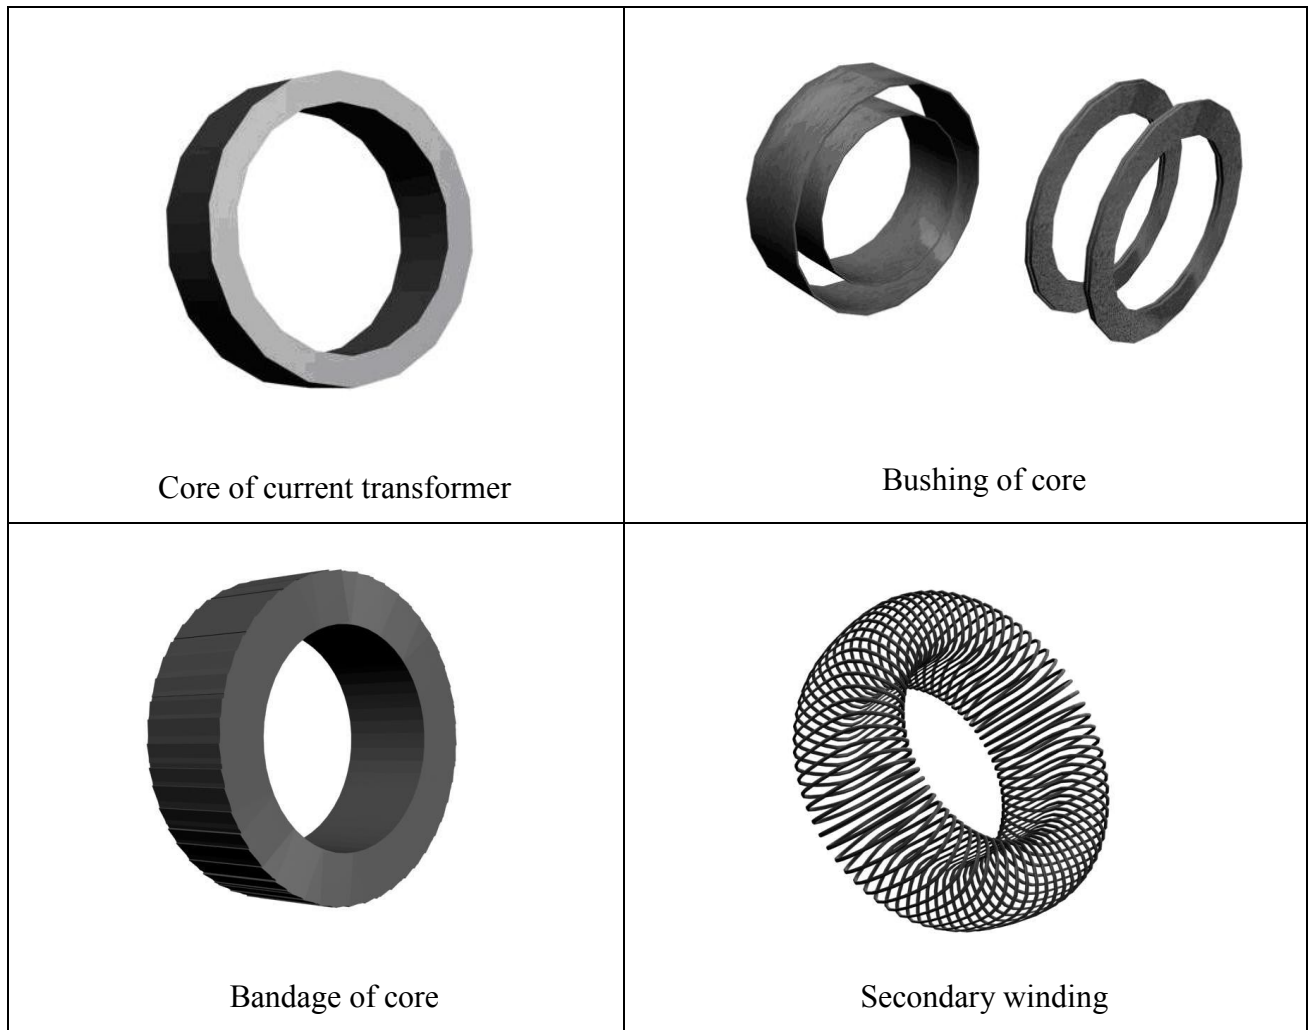 Core of current transformer
Bushing of core
Bandage of core
Secondary winding